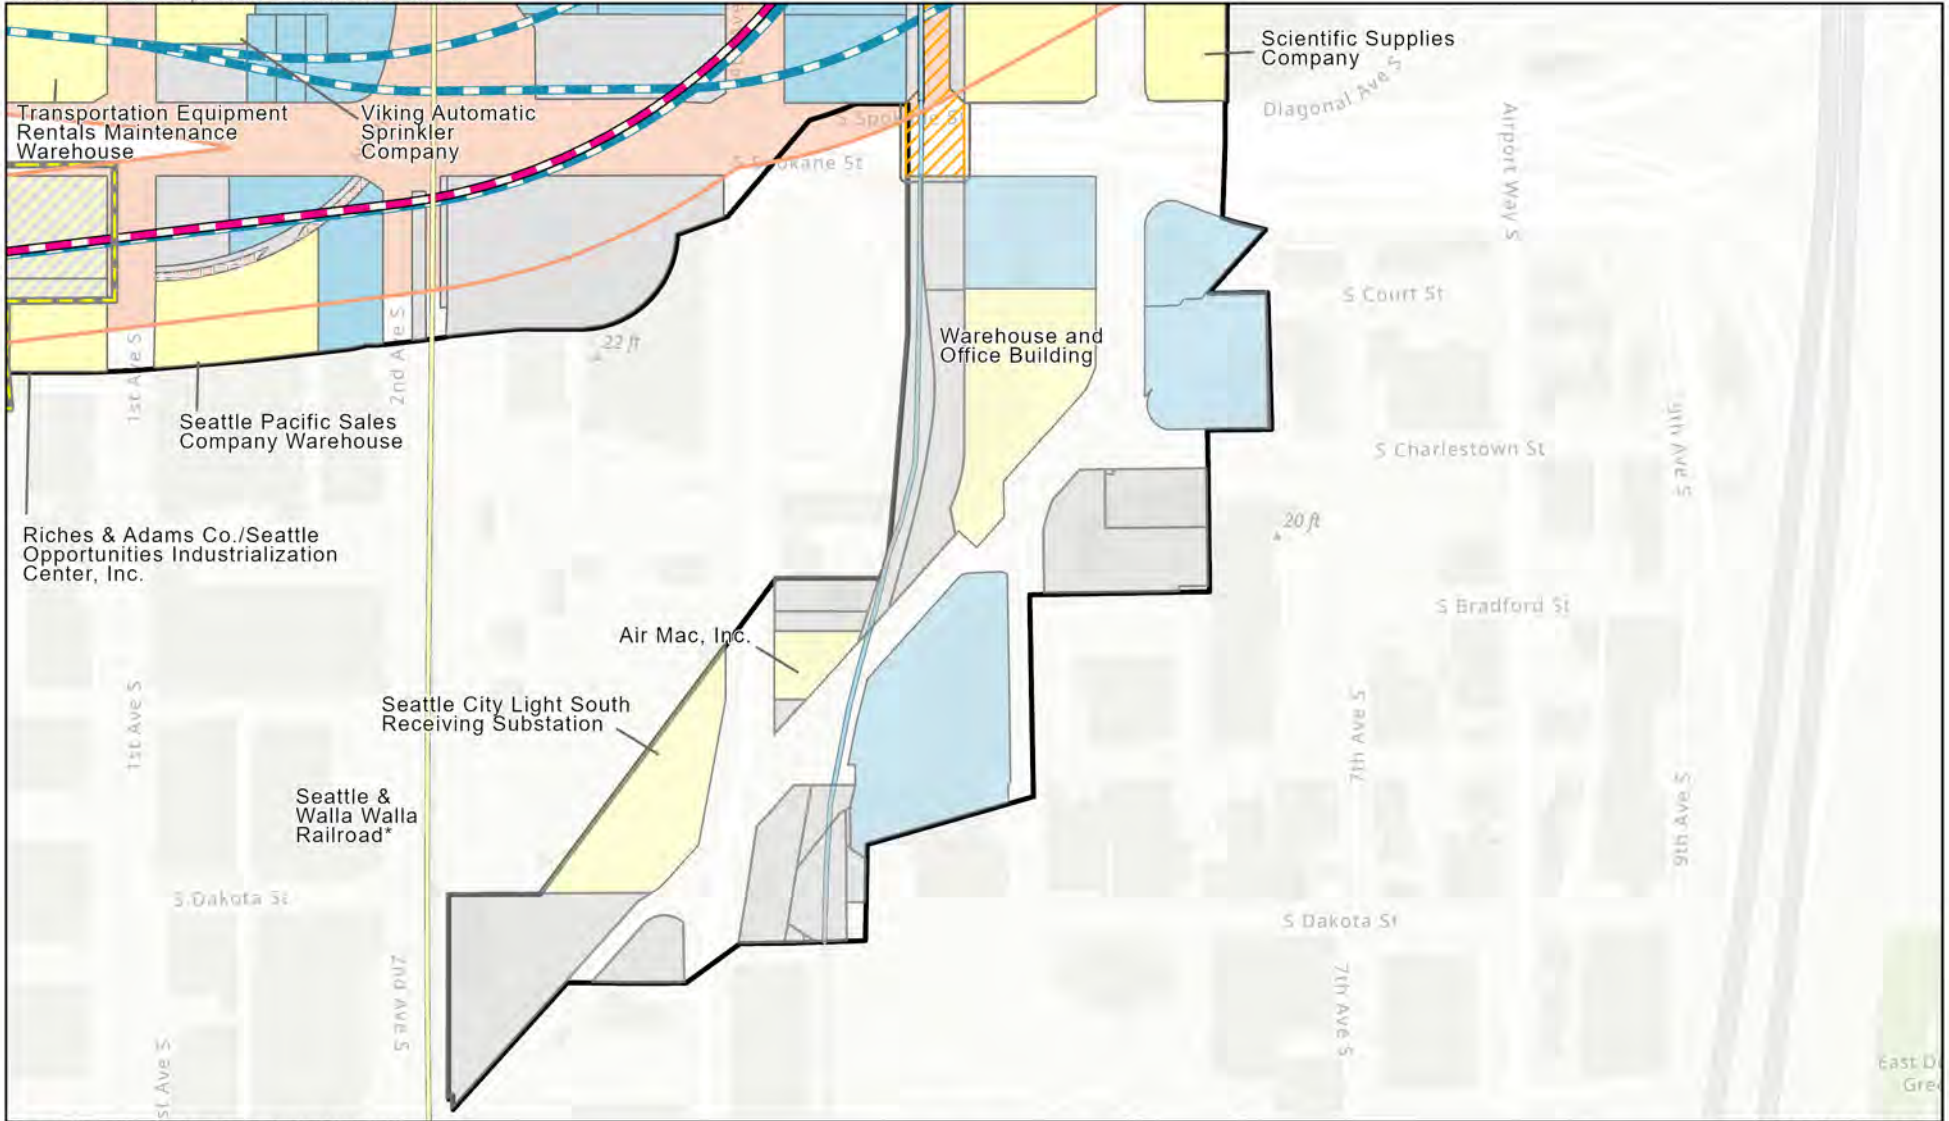 Scientific Supplies
Company
Diagonal Ave S
Airport Way S
Transportation Equipment
Rentals Maintenance
Warehouse
Viking Automatic
Sprinkler
Company
S Spokane St
S Spokane St
S Court St
22 ft
Warehouse and
Office Building
1st Ave S
2nd Ave S
Seattle Pacific Sales
Company Warehouse
S Charlestown St
9th Ave S
20 ft
Riches & Adams Co./Seattle
Opportunities Industrialization
Center, Inc.
S Bradford St
Air Mac, Inc.
1st Ave S
Seattle City Light South
Receiving Substation
7th Ave S
Seattle &
Walla Walla
Railroad*
9th Ave S
S Dakota St
S Dakota St
2nd Ave S
7th Ave S
st Ave S
East